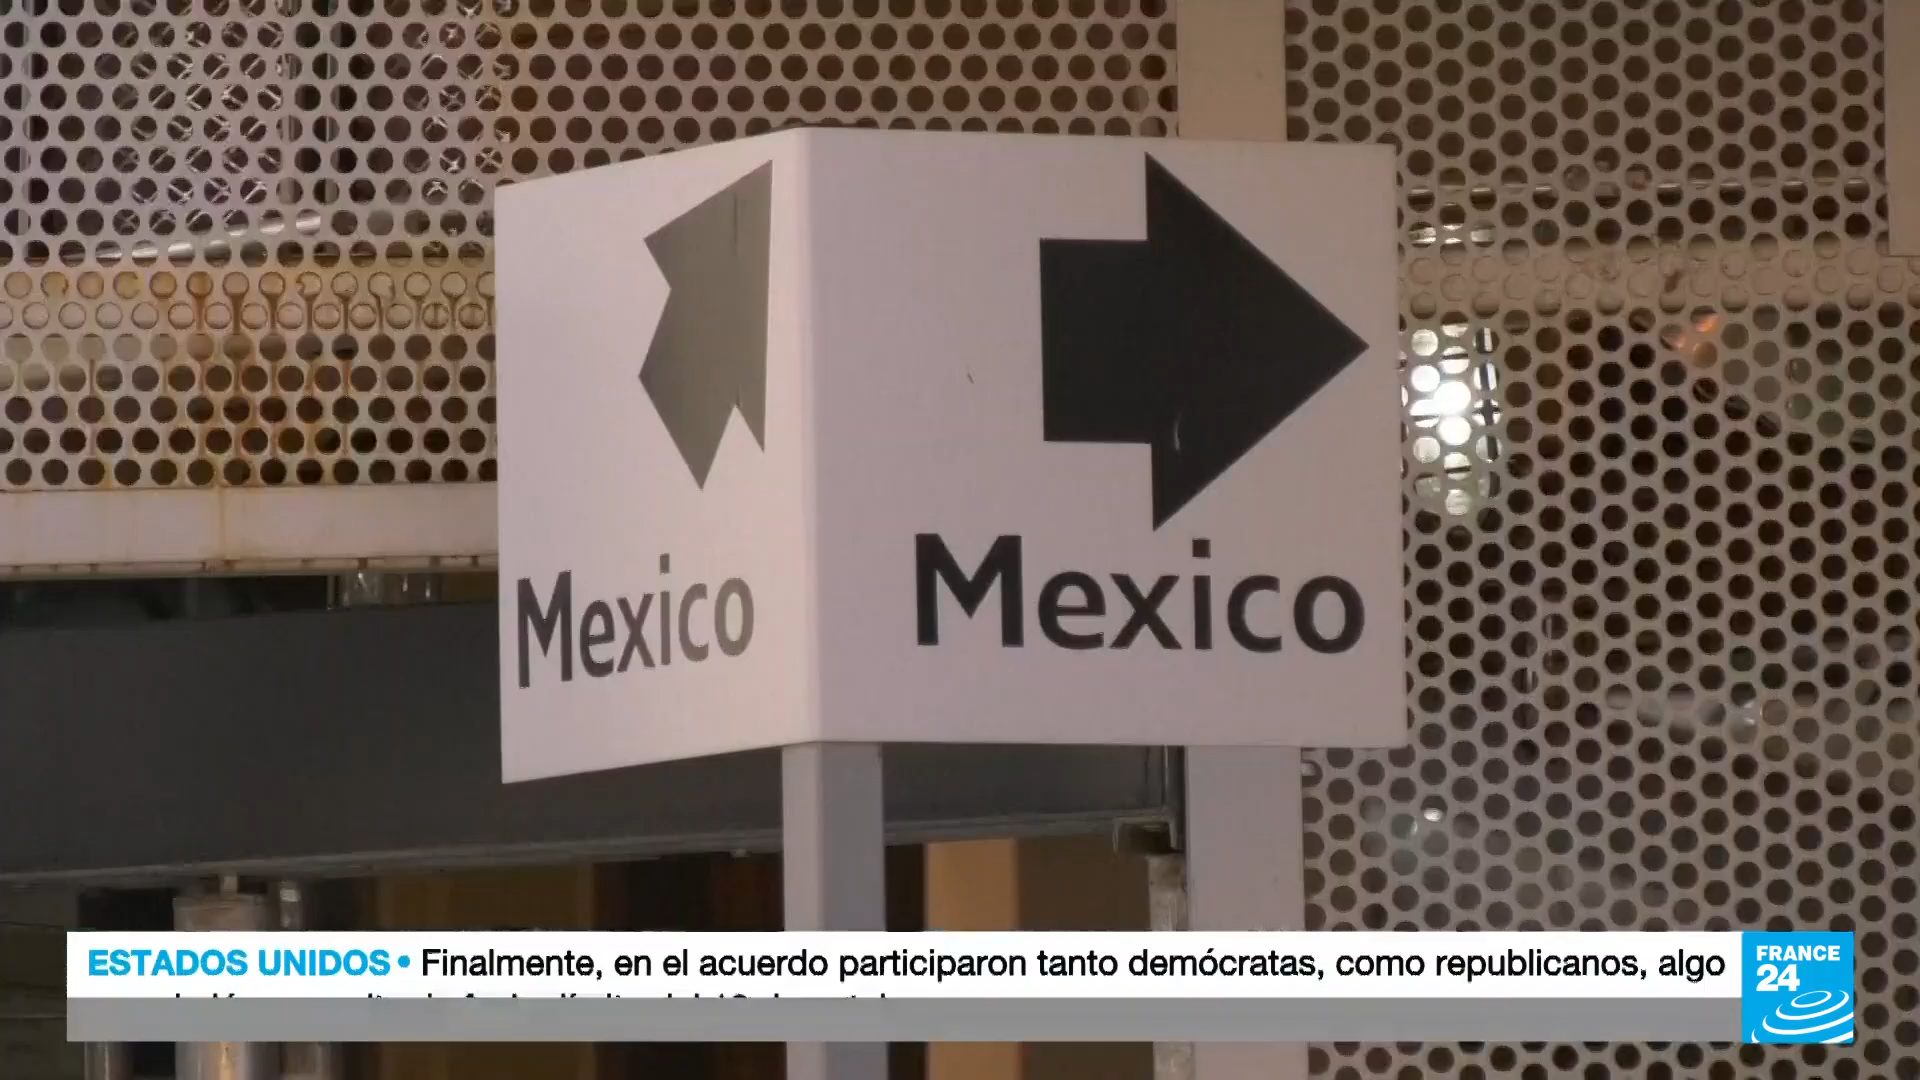 Mexico
Mexico
ESTADOS UNIDOS • Finalmente, en el acuerdo participaron tanto demócratas, como republicanos, algo
FRANCE
24